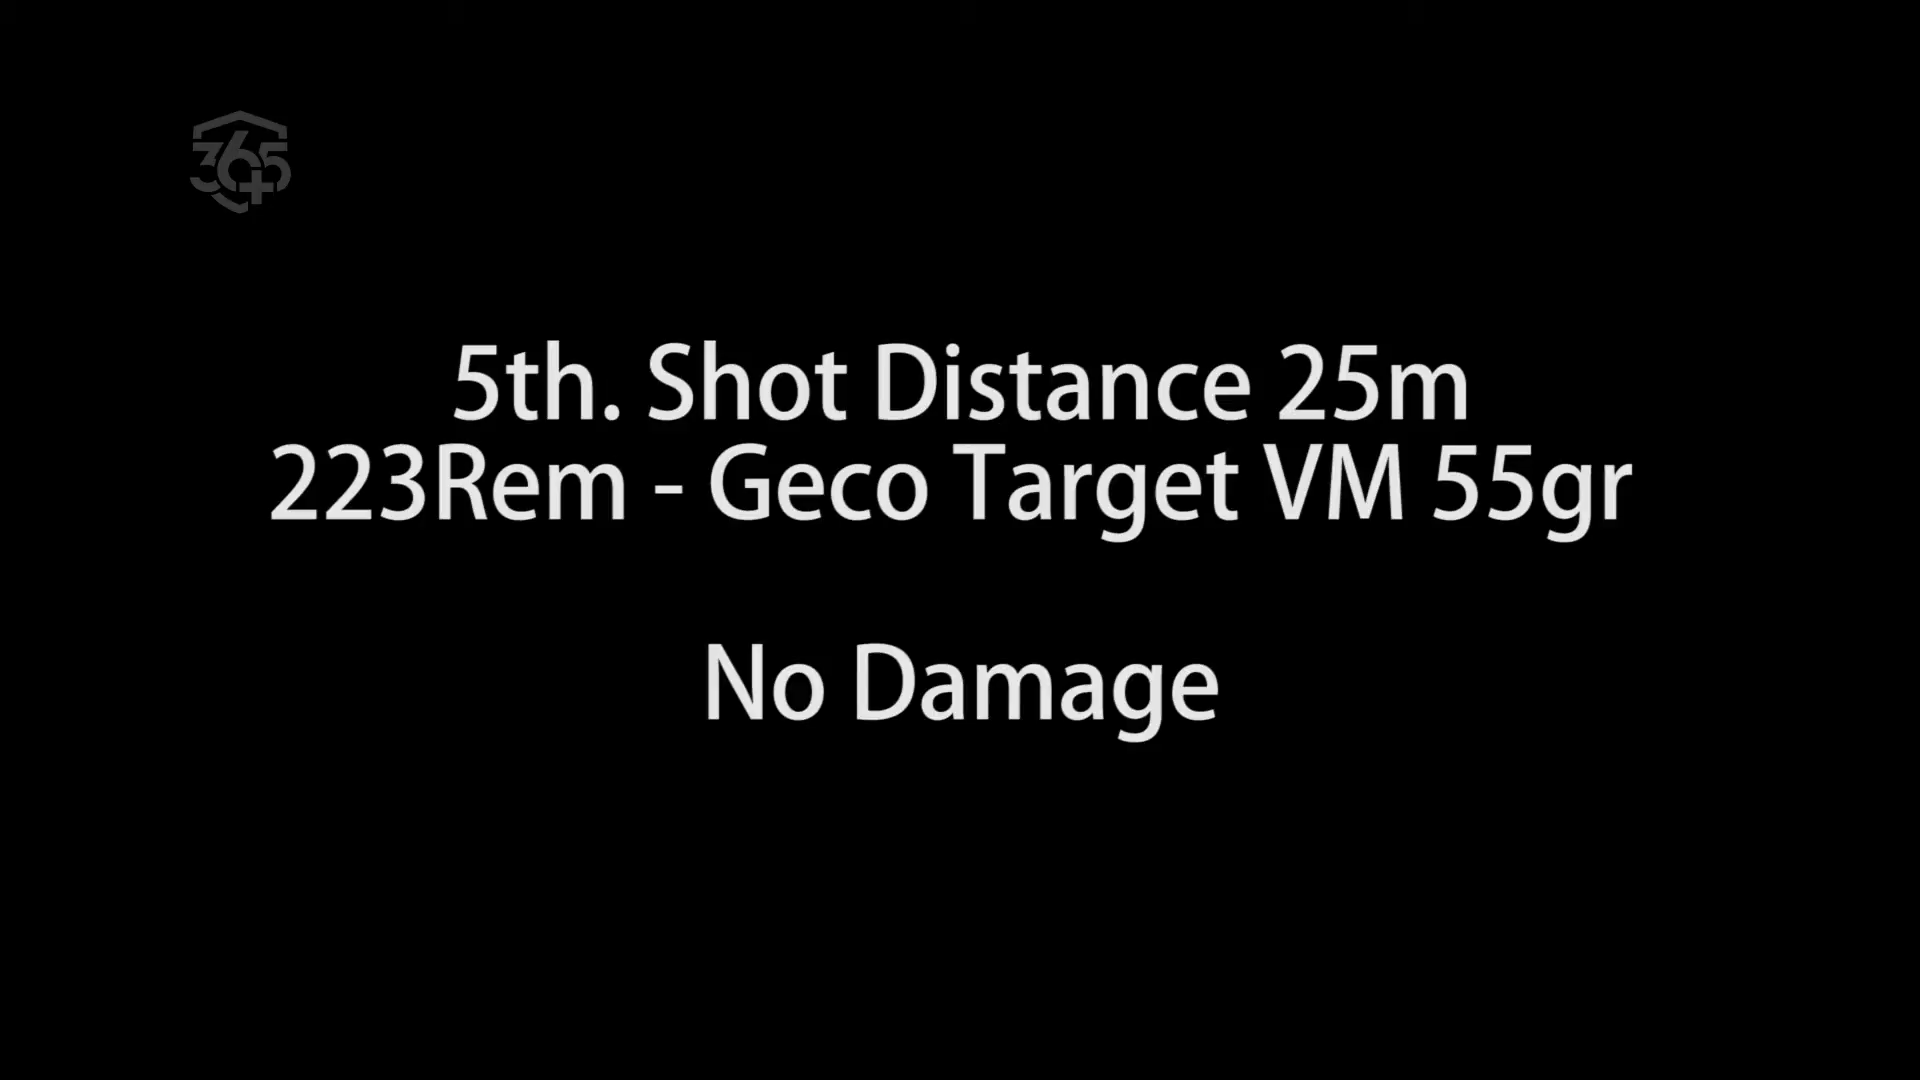 365+
5th. Shot Distance 25m
223Rem - Geco Target VM 55gr
No Damage